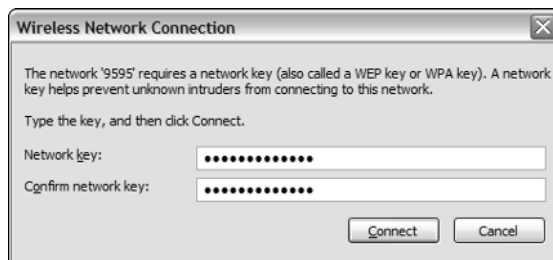 Wireless Network Connection
The network '9595' requires a network key (also called a WEP key or WPA key). A network
key helps prevent unknown intruders from connecting to this network.
Type the key, and then click Connect.
Network key: •••••••••••••
Confirm network key: •••••••••••••
Connect Cancel